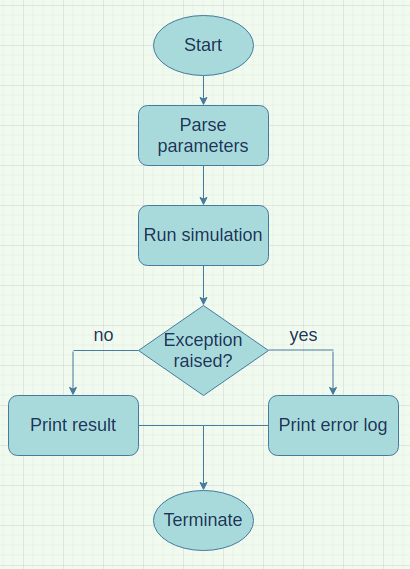 Start
Parse
parameters
Run simulation
Exception
raised?
no
yes
Print result
Print error log
Terminate